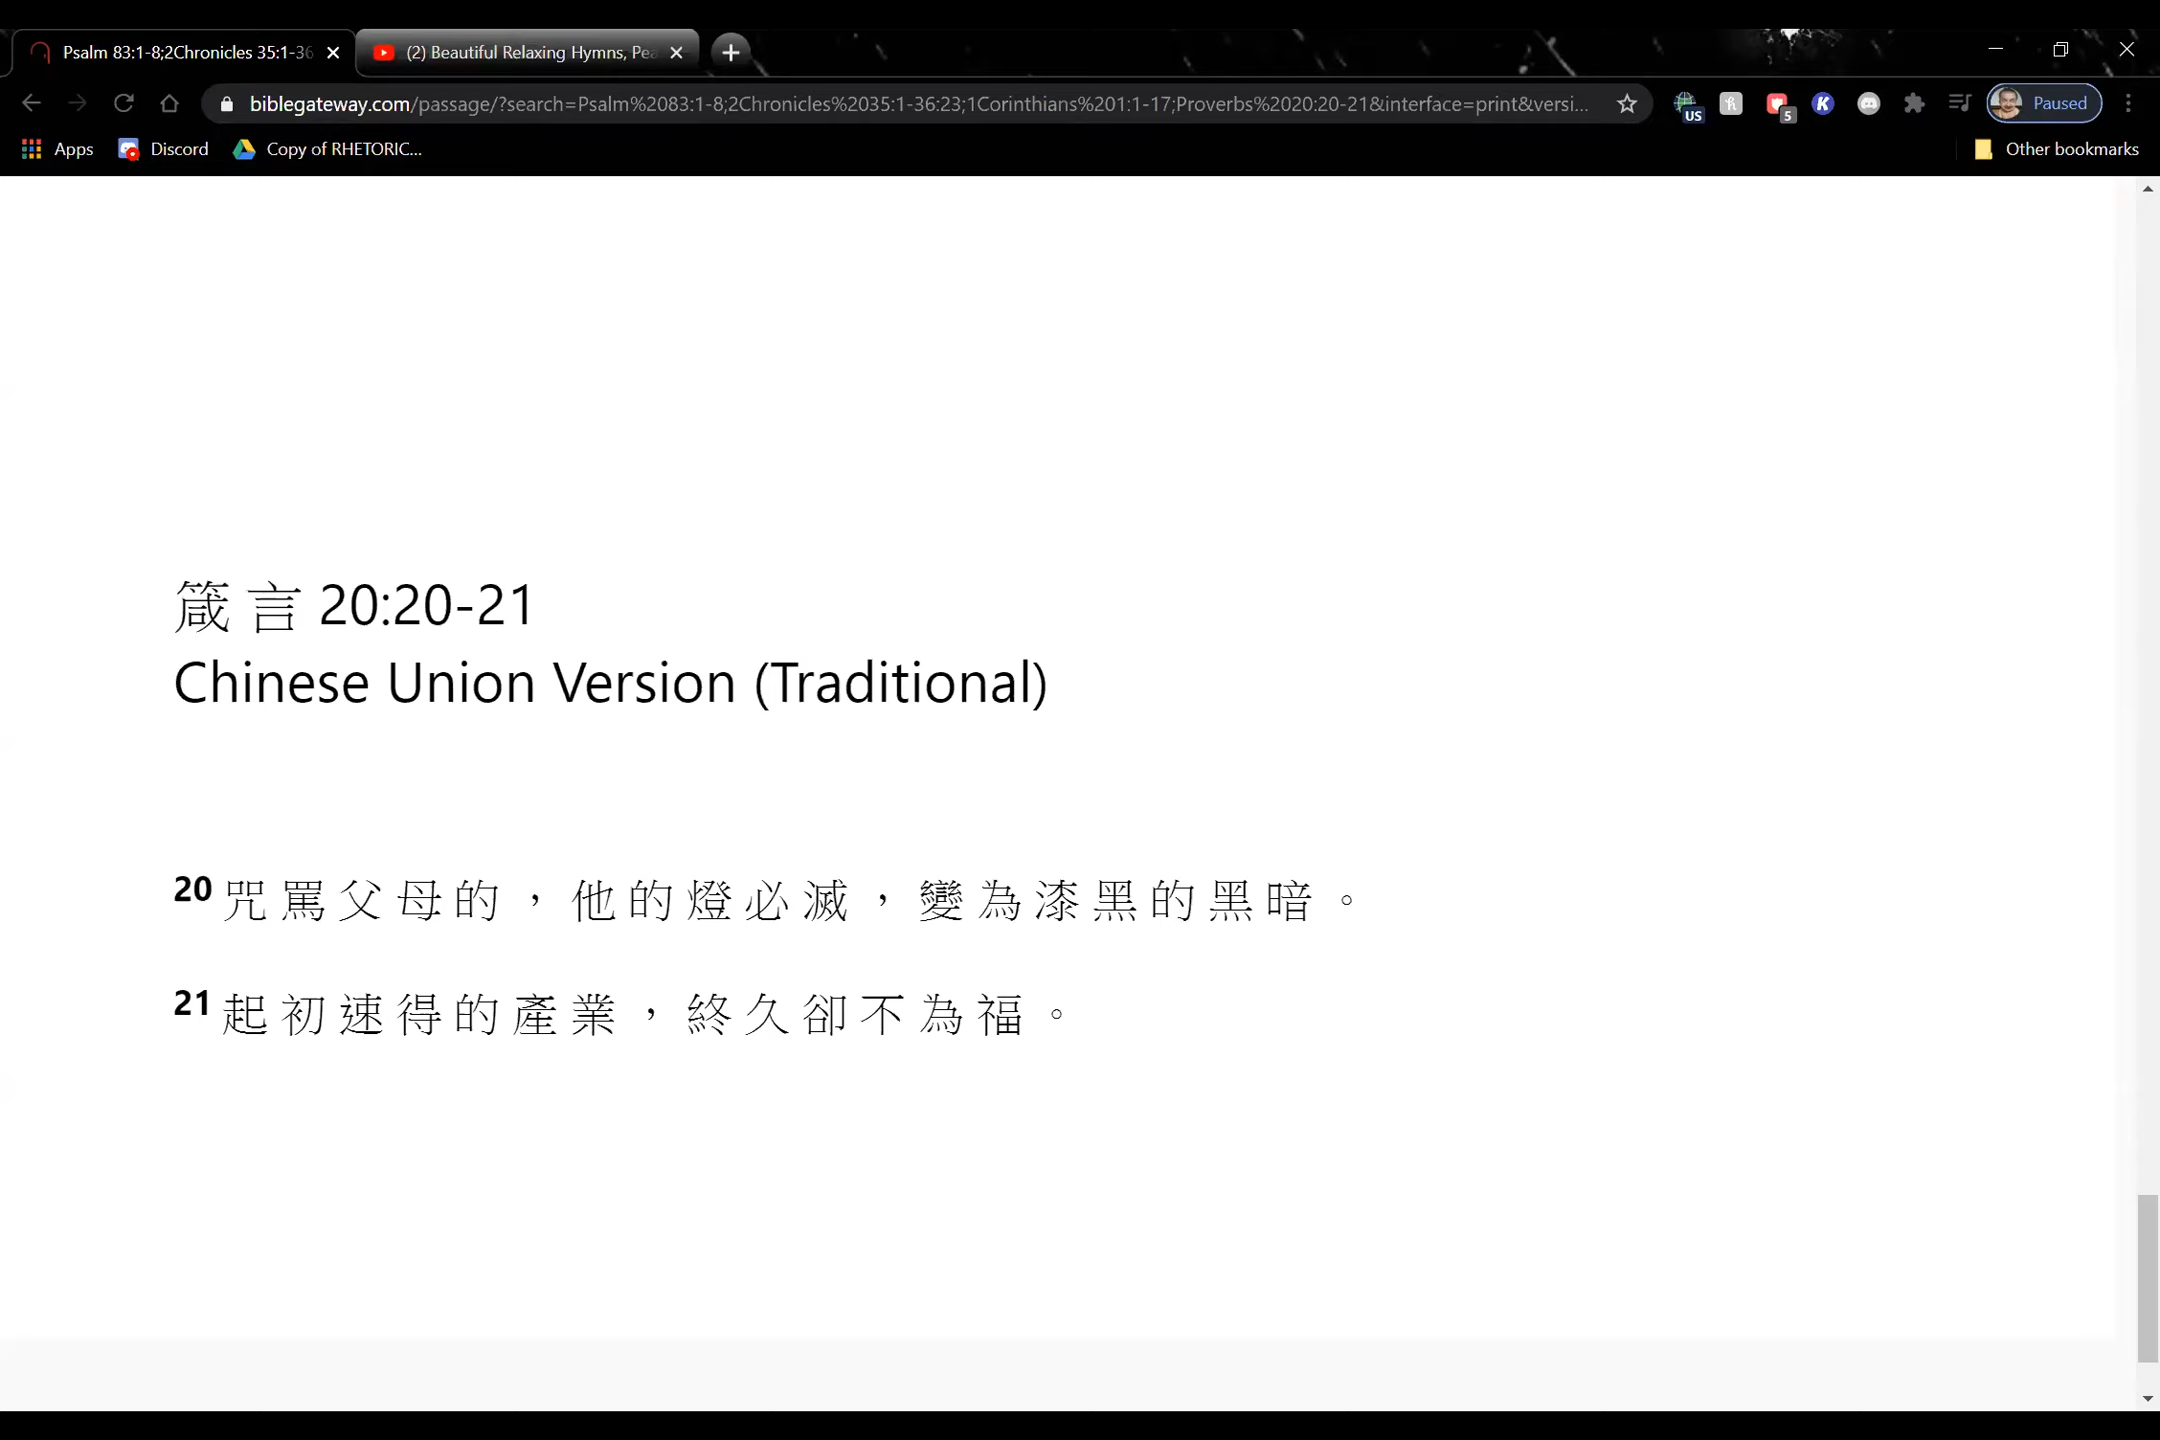 Psalm 83:1-8;2Chronicles 35:1-36
(2) Beautiful Relaxing Hymns, Pea
biblegateway.com/passage/?search=Psalm%2083:1-8;2Chronicles%2035:1-36:23;1Corinthians%201:1-17;Proverbs%2020:20-21&interface=print&versi...
US
5
K
Paused
Apps
Discord
Copy of RHETORIC...
Other bookmarks
箴 言 20:20-21
Chinese Union Version (Traditional)
20 咒 罵 父 母 的 ， 他 的 燈 必 滅 ， 變 為 漆 黑 的 黑 暗 。
21 起 初 速 得 的 產 業 ， 終 久 卻 不 為 福 。